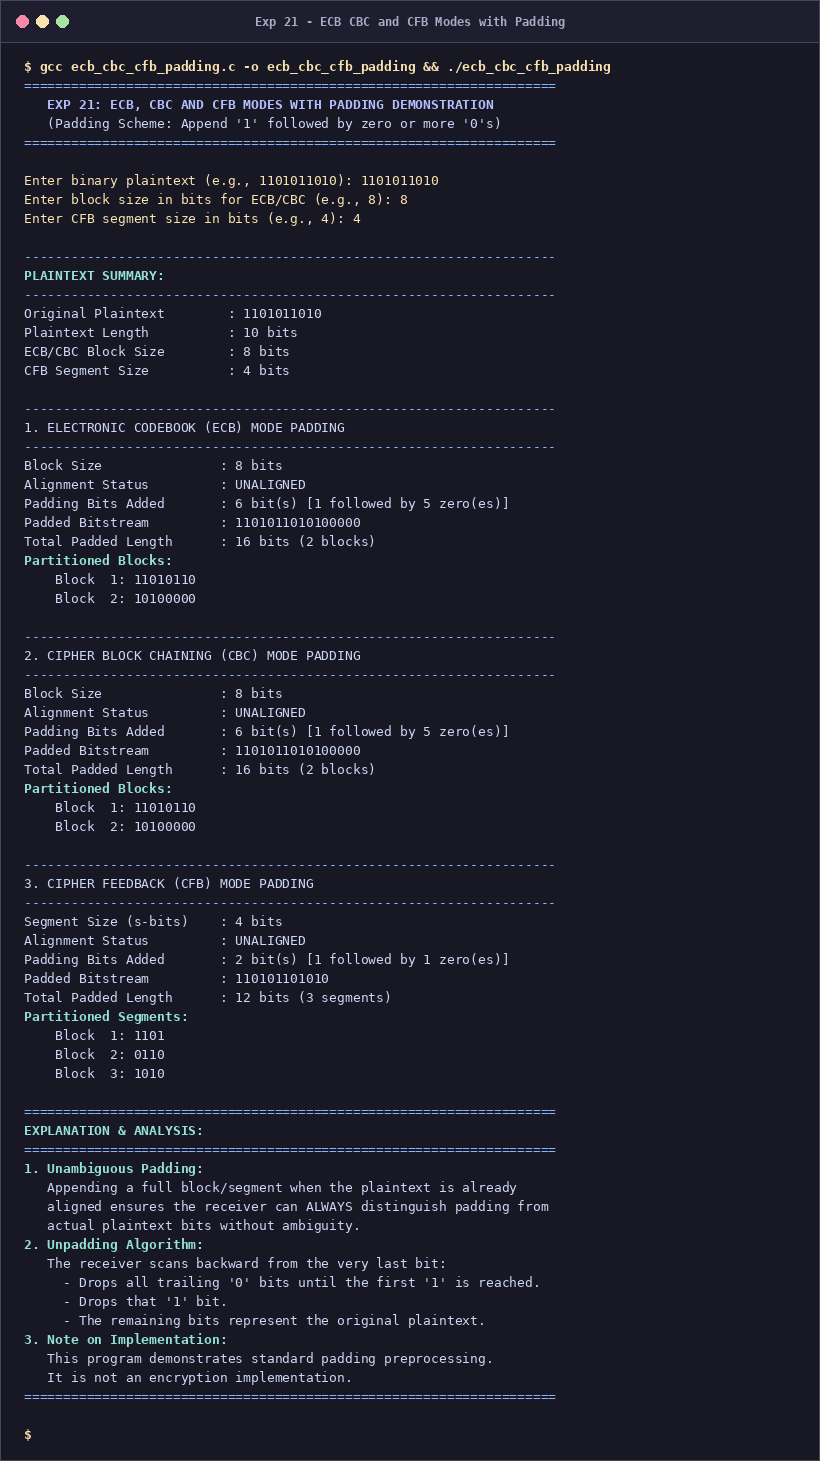 Exp 21 - ECB CBC and CFB Modes with Padding
$ gcc ecb_cbc_cfb_padding.c -o ecb_cbc_cfb_padding && ./ecb_cbc_cfb_padding
====================================================================
   EXP 21: ECB, CBC AND CFB MODES WITH PADDING DEMONSTRATION
   (Padding Scheme: Append '1' followed by zero or more '0's)
====================================================================

Enter binary plaintext (e.g., 1101011010): 1101011010
Enter block size in bits for ECB/CBC (e.g., 8): 8
Enter CFB segment size in bits (e.g., 4): 4

--------------------------------------------------------------------
PLAINTEXT SUMMARY:
--------------------------------------------------------------------
Original Plaintext        : 1101011010
Plaintext Length          : 10 bits
ECB/CBC Block Size        : 8 bits
CFB Segment Size          : 4 bits

--------------------------------------------------------------------
1. ELECTRONIC CODEBOOK (ECB) MODE PADDING
--------------------------------------------------------------------
Block Size               : 8 bits
Alignment Status         : UNALIGNED
Padding Bits Added       : 6 bit(s) [1 followed by 5 zero(es)]
Padded Bitstream         : 1101011010100000
Total Padded Length      : 16 bits (2 blocks)
Partitioned Blocks:
    Block  1: 11010110
    Block  2: 10100000

--------------------------------------------------------------------
2. CIPHER BLOCK CHAINING (CBC) MODE PADDING
--------------------------------------------------------------------
Block Size               : 8 bits
Alignment Status         : UNALIGNED
Padding Bits Added       : 6 bit(s) [1 followed by 5 zero(es)]
Padded Bitstream         : 1101011010100000
Total Padded Length      : 16 bits (2 blocks)
Partitioned Blocks:
    Block  1: 11010110
    Block  2: 10100000

--------------------------------------------------------------------
3. CIPHER FEEDBACK (CFB) MODE PADDING
--------------------------------------------------------------------
Segment Size (s-bits)    : 4 bits
Alignment Status         : UNALIGNED
Padding Bits Added       : 2 bit(s) [1 followed by 1 zero(es)]
Padded Bitstream         : 110101101010
Total Padded Length      : 12 bits (3 segments)
Partitioned Segments:
    Block  1: 1101
    Block  2: 0110
    Block  3: 1010

====================================================================
EXPLANATION & ANALYSIS:
====================================================================
1. Unambiguous Padding:
   Appending a full block/segment when the plaintext is already
   aligned ensures the receiver can ALWAYS distinguish padding from
   actual plaintext bits without ambiguity.
2. Unpadding Algorithm:
   The receiver scans backward from the very last bit:
     - Drops all trailing '0' bits until the first '1' is reached.
     - Drops that '1' bit.
     - The remaining bits represent the original plaintext.
3. Note on Implementation:
   This program demonstrates standard padding preprocessing.
   It is not an encryption implementation.
====================================================================

$